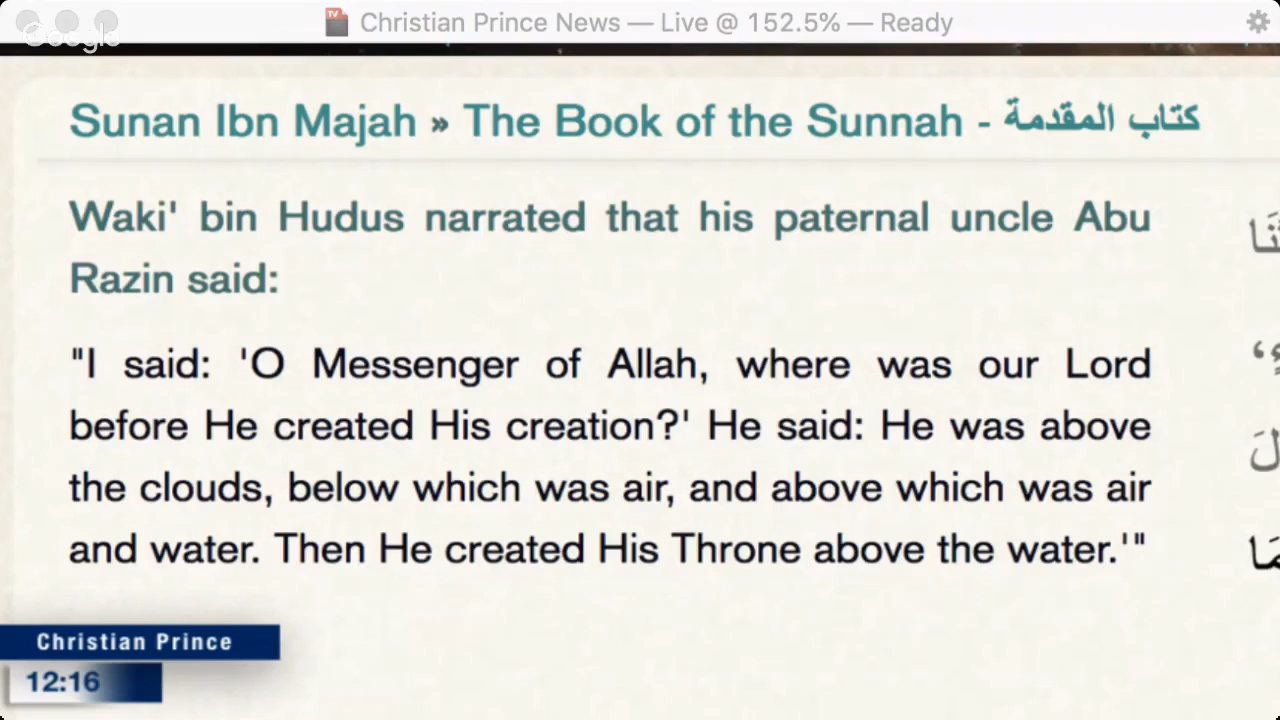 Christian Prince News — Live @ 152.5% — Ready
Google
Sunan Ibn Majah » The Book of the Sunnah - كتاب المقدمة
Waki' bin Hudus narrated that his paternal uncle Abu
Razin said:
"I said: 'O Messenger of Allah, where was our Lord
before He created His creation?' He said: He was above
the clouds, below which was air, and above which was air
and water. Then He created His Throne above the water.'"
Christian Prince
12:16